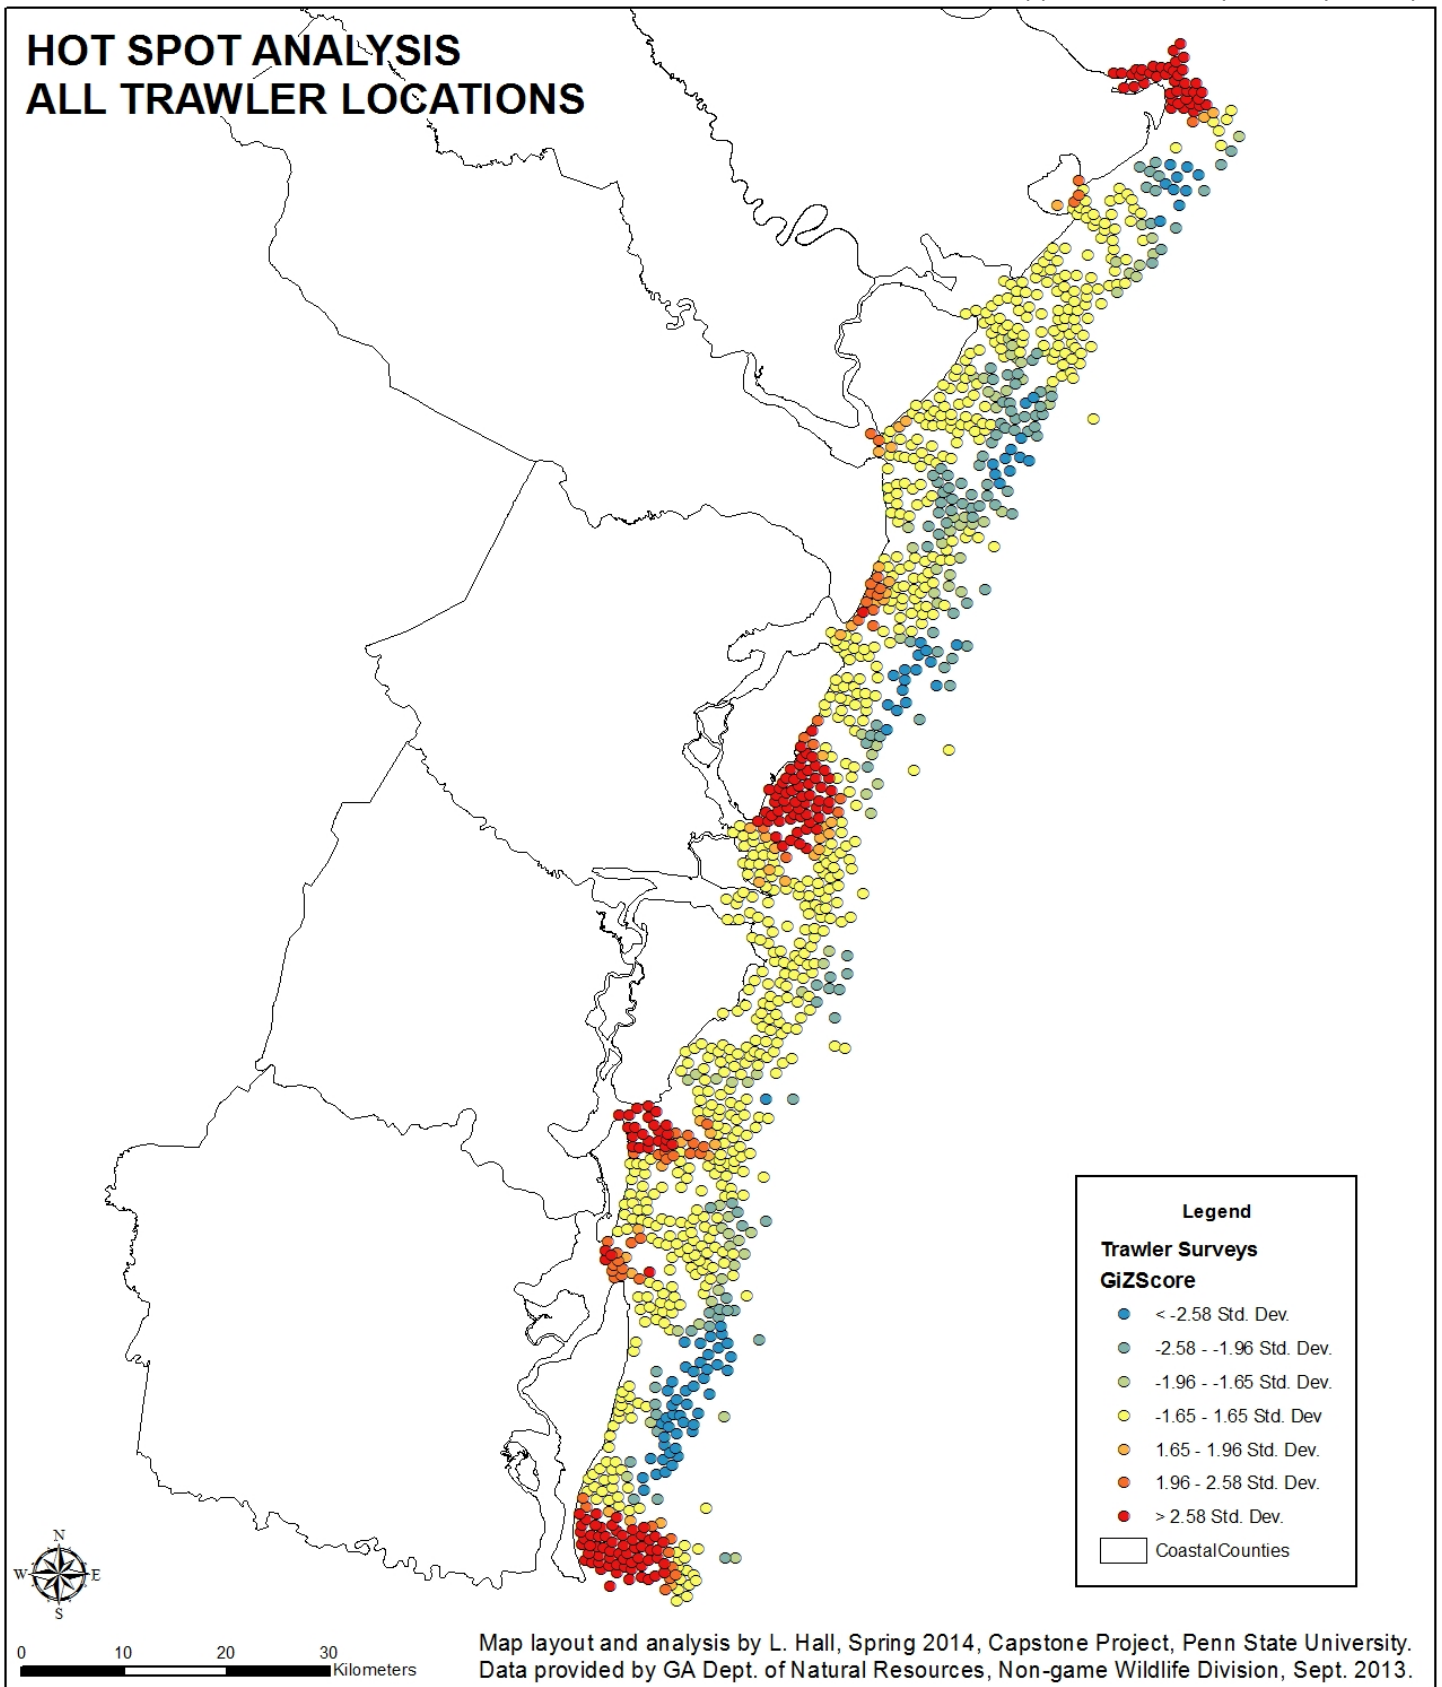 HOT SPOT ANALYSIS
ALL TRAWLER LOCATIONS
Legend
Trawler Surveys
GiZScore
< -2.58 Std. Dev.
-2.58 - -1.96 Std. Dev.
-1.96 - -1.65 Std. Dev.
-1.65 - 1.65 Std. Dev
1.65 - 1.96 Std. Dev.
1.96 - 2.58 Std. Dev.
> 2.58 Std. Dev.
CoastalCounties
N
W E
S
0 10 20 30
Kilometers
Map layout and analysis by L. Hall, Spring 2014, Capstone Project, Penn State University.
Data provided by GA Dept. of Natural Resources, Non-game Wildlife Division, Sept. 2013.